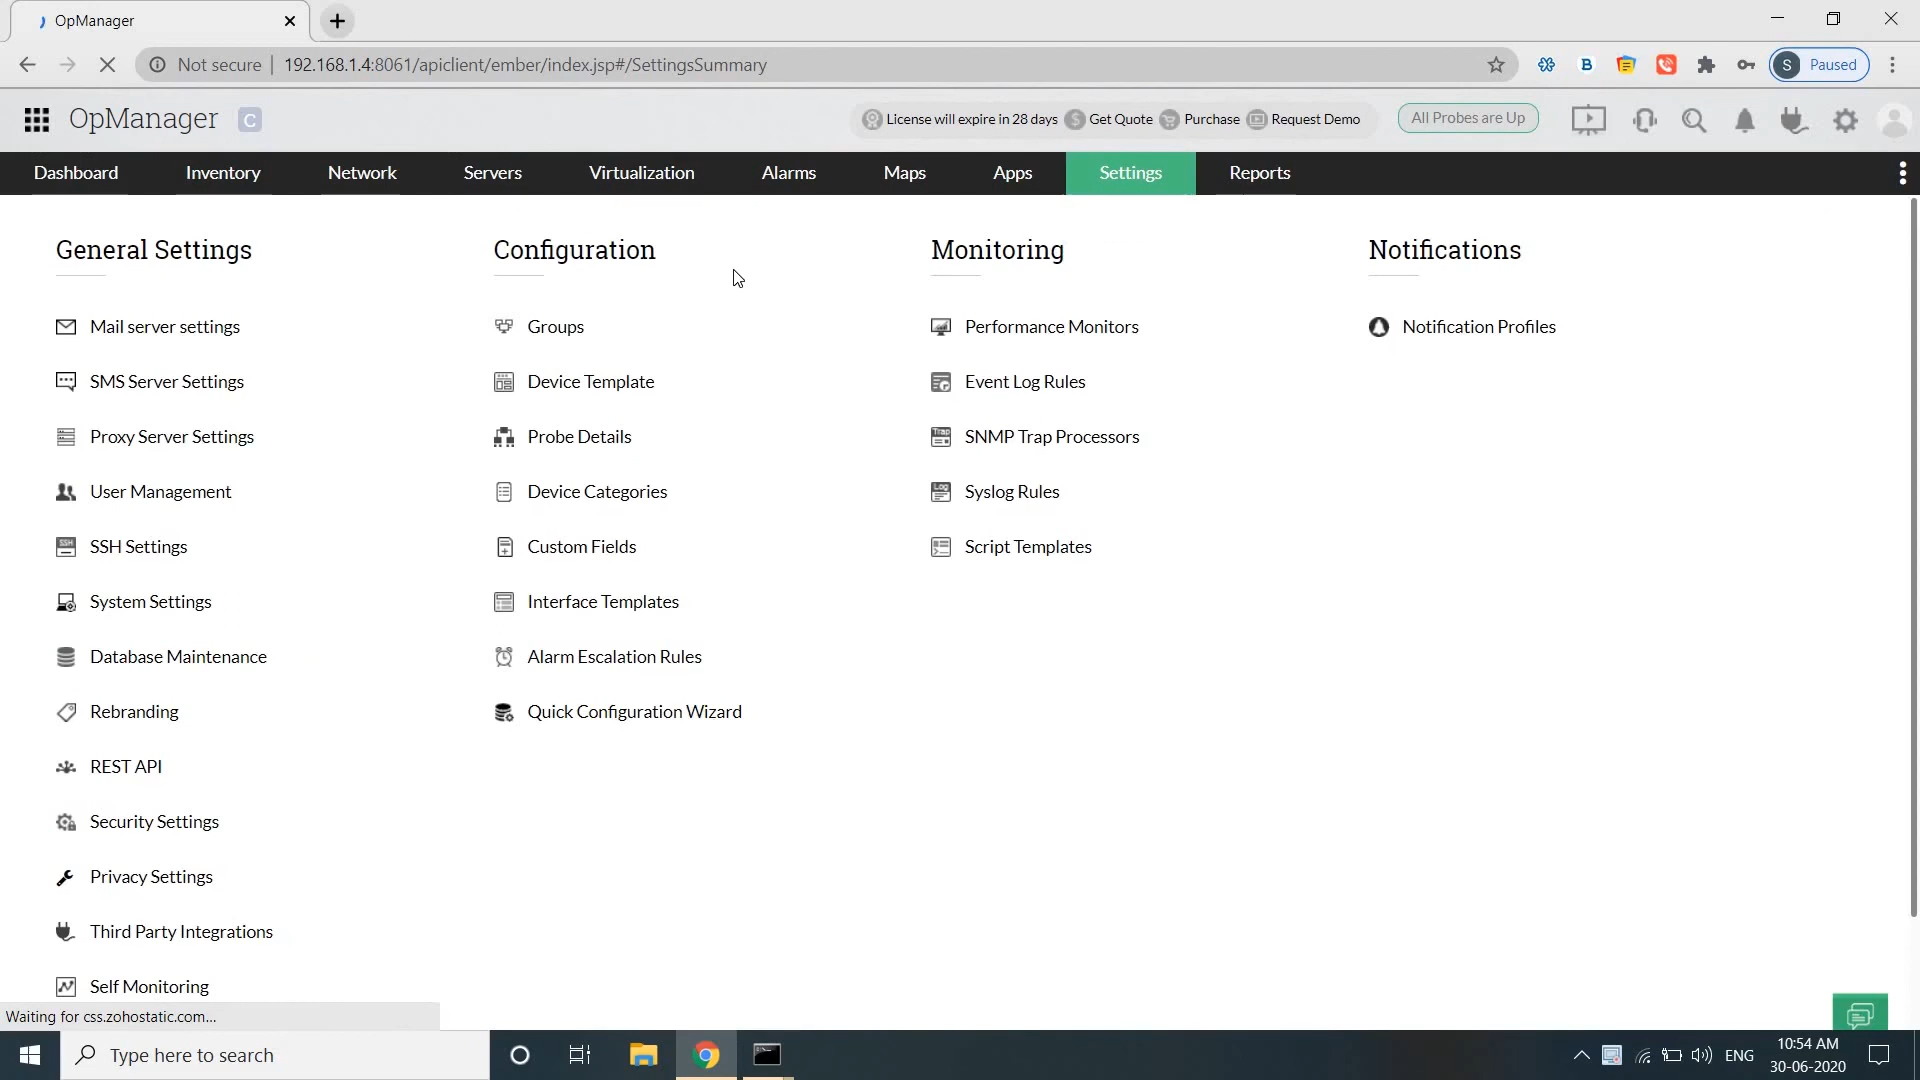 OpManager
Not secure | 192.168.1.4:8061/apiclient/ember/index.jsp#/SettingsSummary
B
S Paused
OpManager C
License will expire in 28 days $ Get Quote Purchase Request Demo All Probes are Up
Dashboard Inventory Network Servers Virtualization Alarms Maps Apps Settings Reports
General Settings
Mail server settings
SMS Server Settings
Proxy Server Settings
User Management
SSH SSH Settings
System Settings
Database Maintenance
Rebranding
REST API
Security Settings
Privacy Settings
Third Party Integrations
Self Monitoring
Configuration
Groups
Device Template
Probe Details
Device Categories
Custom Fields
Interface Templates
Alarm Escalation Rules
Quick Configuration Wizard
Monitoring
Performance Monitors
Event Log Rules
Trap SNMP Trap Processors
Log Syslog Rules
Script Templates
Notifications
Notification Profiles
Waiting for css.zohostatic.com...
Type here to search
ENG
10:54 AM
30-06-2020